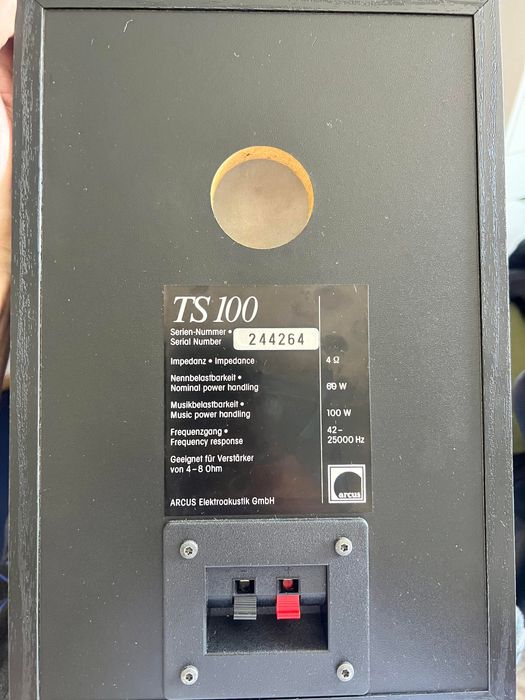 TS 100
Serien-Nummer •
Serial Number 244264
Impedanz • Impedance 4 Ω
Nennbelastbarkeit •
Nominal power handling 60 W
Musikbelastbarkeit •
Music power handling 100 W
Frequenzgang • 42–
Frequency response 25000 Hz
Geeignet für Verstärker
von 4–8 Ohm
arcus
ARCUS Elektroakustik GmbH